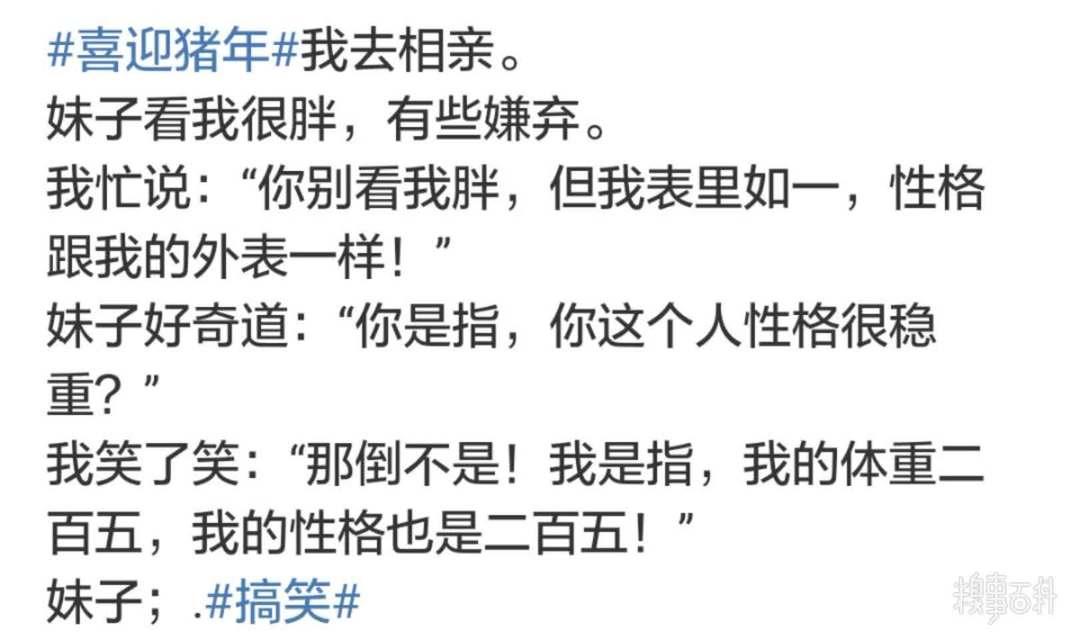 #喜迎猪年#我去相亲。
妹子看我很胖，有些嫌弃。
我忙说：“你别看我胖，但我表里如一，性格
跟我的外表一样！”
妹子好奇道：“你是指，你这个人性格很稳
重？”
我笑了笑：“那倒不是！我是指，我的体重二
百五，我的性格也是二百五！”
妹子；.#搞笑#
糗事百科